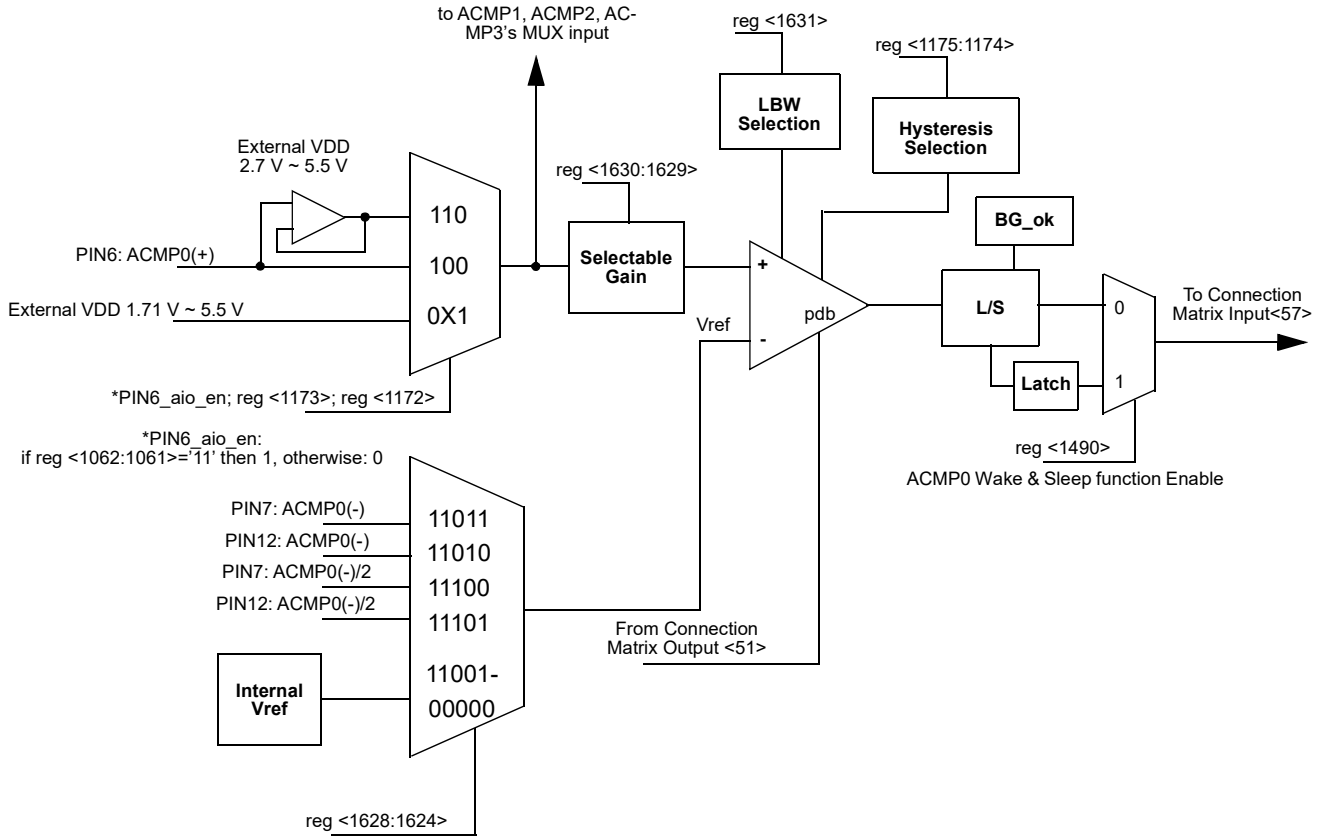 to ACMP1, ACMP2, AC-
MP3's MUX input
reg <1631>
reg <1175:1174>
LBW
Selection
Hysteresis
Selection
External VDD
2.7 V ~ 5.5 V
reg <1630:1629>
110
BG_ok
PIN6: ACMP0(+)
100
Selectable
Gain
+
External VDD 1.71 V ~ 5.5 V
0X1
L/S
0
To Connection
Matrix Input<57>
Vref
pdb
-
Latch
1
*PIN6_aio_en; reg <1173>; reg <1172>
*PIN6_aio_en:
if reg <1062:1061>='11' then 1, otherwise: 0
reg <1490>
ACMP0 Wake & Sleep function Enable
PIN7: ACMP0(-)
11011
PIN12: ACMP0(-)
11010
PIN7: ACMP0(-)/2
11100
PIN12: ACMP0(-)/2
11101
From Connection
Matrix Output <51>
11001-
00000
Internal
Vref
reg <1628:1624>